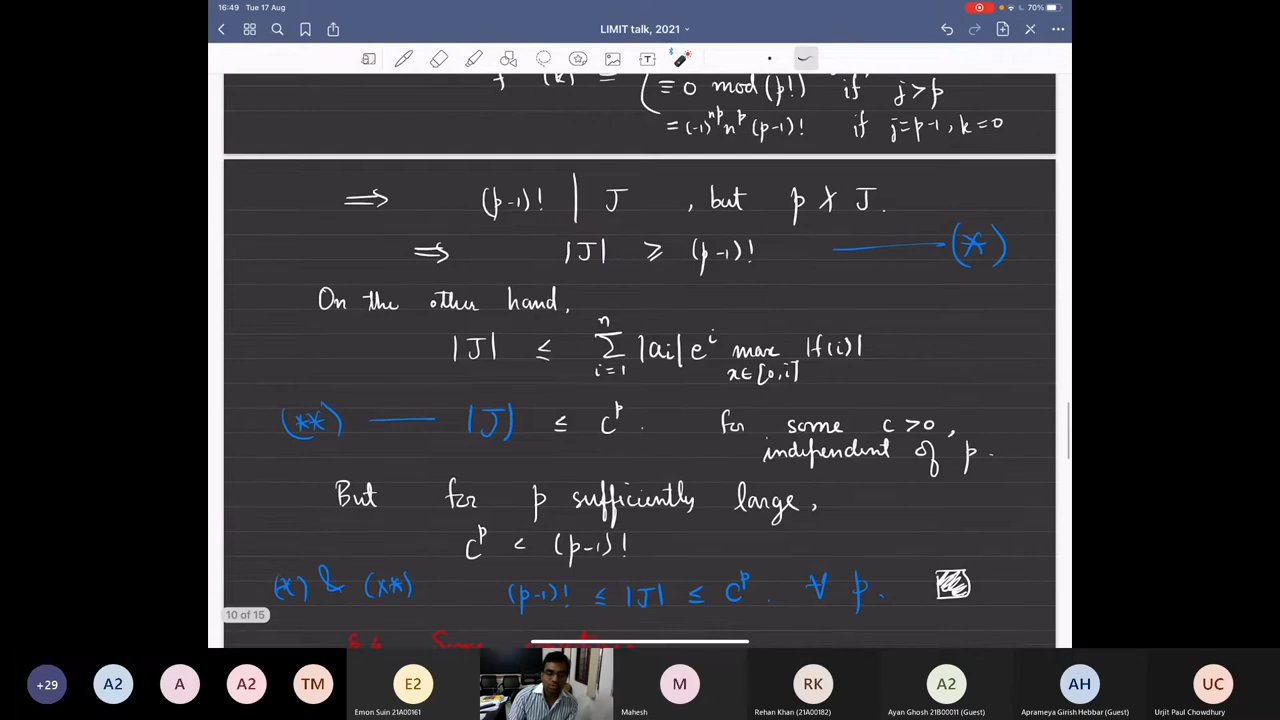 16:49 Tue 17 Aug
70%
LIMIT talk, 2021
≡ 0 mod (p!) if j > p
= (-1)^{np} n^p (p-1)! if j = p-1, k = 0
⟹ (p-1)! | J , but p ∤ J.
⟹ |J| ≥ (p-1)! —— (*)
On the other hand,
|J| ≤ \sum_{i=1}^{n} |a_i| e^i max_{x∈[0,i]} |f(i)|
(**) —— |J| ≤ c^p . for some c > 0,
independent of p.
But for p sufficiently large,
c^p < (p-1)!
(*) & (**) (p-1)! ≤ |J| ≤ c^p . ∀ p.
10 of 15
+29
A2
A
A2
TM
E2
M
RK
A2
AH
UC
Emon Suin 21A00161
Mahesh
Rehan Khan (21A00182)
Ayan Ghosh 21B00011 (Guest)
Aprameya Girish Hebbar (Guest)
Urjit Paul Chowdhury